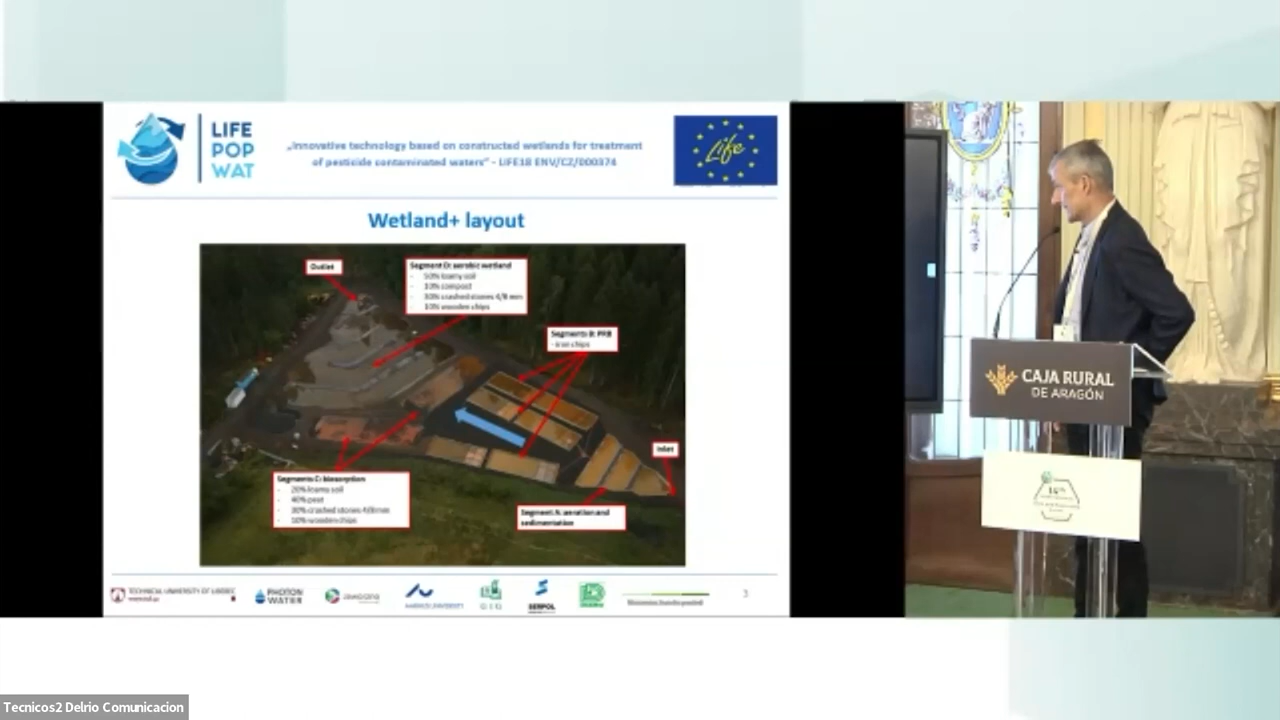 LIFE
POP
WAT
„Innovative technology based on constructed wetlands for treatment
of pesticide contaminated waters" - LIFE18 ENV/CZ/000374
Life
Wetland+ layout
Outlet
Segment D: aerobic wetland
- 50% loamy soil
- 10% compost
- 30% crushed stones 4/8 mm
- 10% wooden chips
Segments B: PRB
- iron chips
Inlet
Segments C: biosorption
- 20% loamy soil
- 40% peat
- 30% crushed stones 4/8 mm
- 10% wooden chips
Segment A: aeration and
sedimentation
TECHNICAL UNIVERSITY OF LIBEREC
PHOTON
WATER
AARHUS UNIVERSITY
G I G
SERPOL
3
CAJA RURAL
DE ARAGÓN
Tecnicos2 Delrio Comunicacion